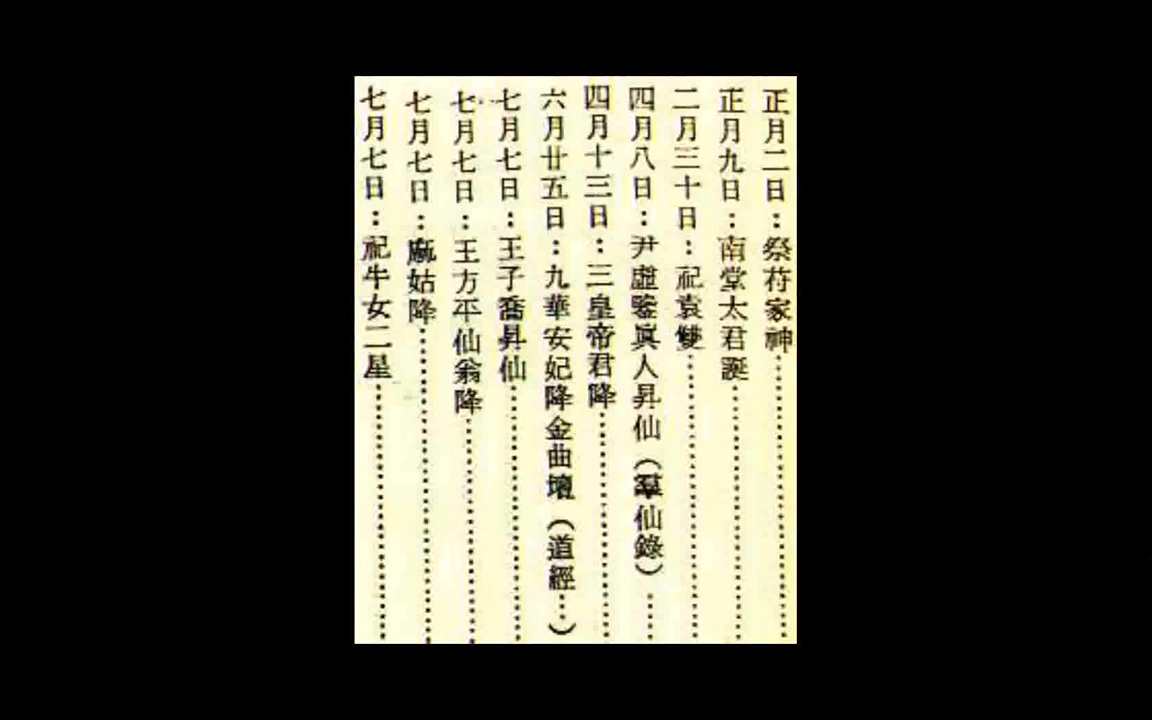 正月二日：祭苻家神
正月九日：南堂太君誕
二月三十日：祀袁雙
四月八日：尹虛鑒眞人昇仙（羣仙錄）
四月十三日：三皇帝君降
六月廿五日：九華安妃降金曲壇（道經…）
七月七日：王子喬昇仙
七月七日：王方平仙翁降
七月七日：麻姑降
七月七日：祀牛女二星